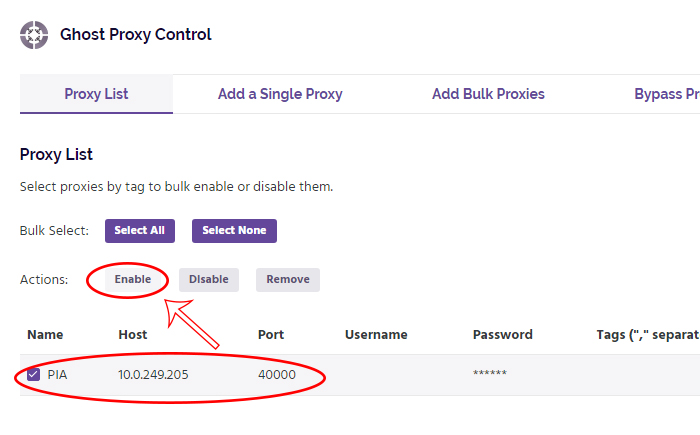 Ghost Proxy Control
Proxy List Add a Single Proxy Add Bulk Proxies Bypass Pr
Proxy List
Select proxies by tag to bulk enable or disable them.
Bulk Select: Select All Select None
Actions: Enable Disable Remove
Name Host Port Username Password Tags ("," separat
PIA 10.0.249.205 40000 ******